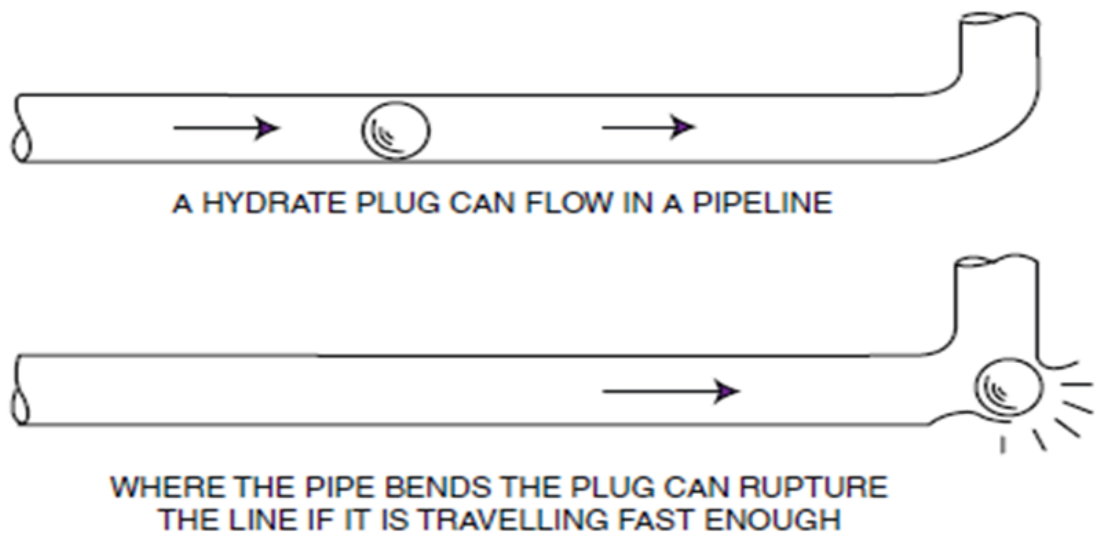 A HYDRATE PLUG CAN FLOW IN A PIPELINE
WHERE THE PIPE BENDS THE PLUG CAN RUPTURE
THE LINE IF IT IS TRAVELLING FAST ENOUGH